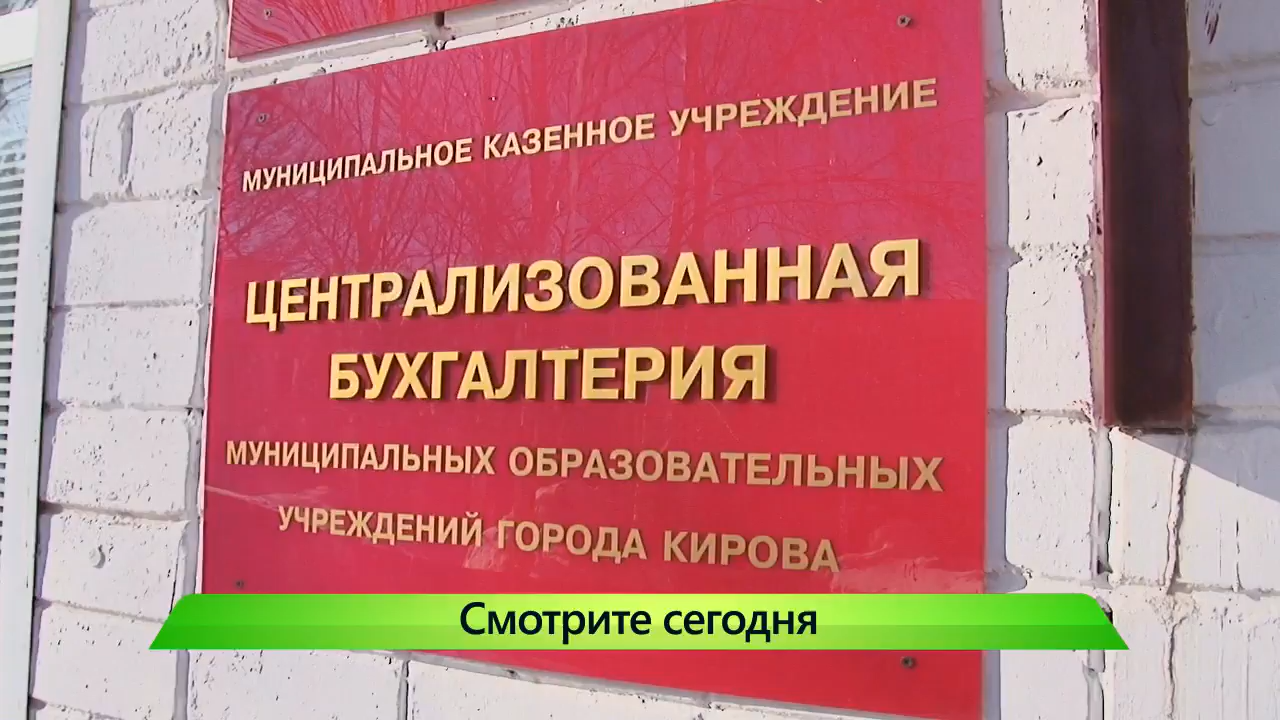 МУНИЦИПАЛЬНОЕ КАЗЕННОЕ УЧРЕЖДЕНИЕ
ЦЕНТРАЛИЗОВАННАЯ
БУХГАЛТЕРИЯ
МУНИЦИПАЛЬНЫХ ОБРАЗОВАТЕЛЬНЫХ
УЧРЕЖДЕНИЙ ГОРОДА КИРОВА
Смотрите сегодня